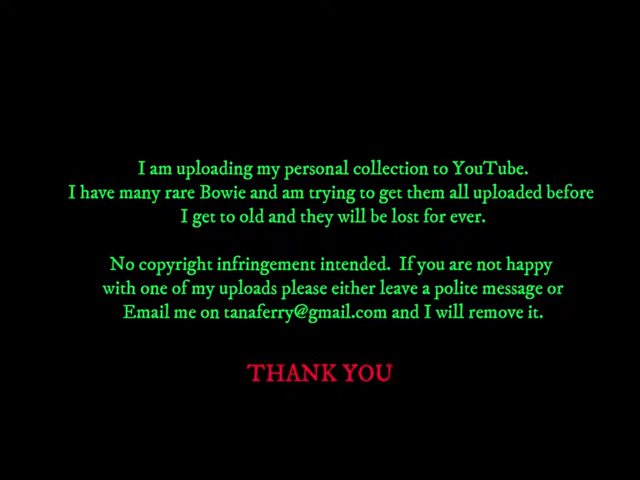 I am uploading my personal collection to YouTube.
I have many rare Bowie and am trying to get them all uploaded before
I get to old and they will be lost for ever.
No copyright infringement intended.  If you are not happy
with one of my uploads please either leave a polite message or
Email me on tanaferry@gmail.com and I will remove it.
THANK YOU